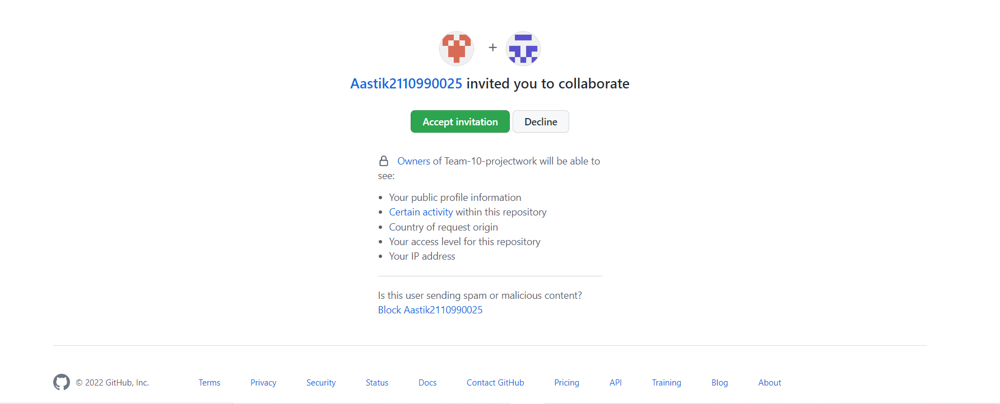 +
Aastik2110990025 invited you to collaborate
Accept invitation Decline
Owners of Team-10-projectwork will be able to
see:
• Your public profile information
• Certain activity within this repository
• Country of request origin
• Your access level for this repository
• Your IP address
Is this user sending spam or malicious content?
Block Aastik2110990025
© 2022 GitHub, Inc. Terms Privacy Security Status Docs Contact GitHub Pricing API Training Blog About